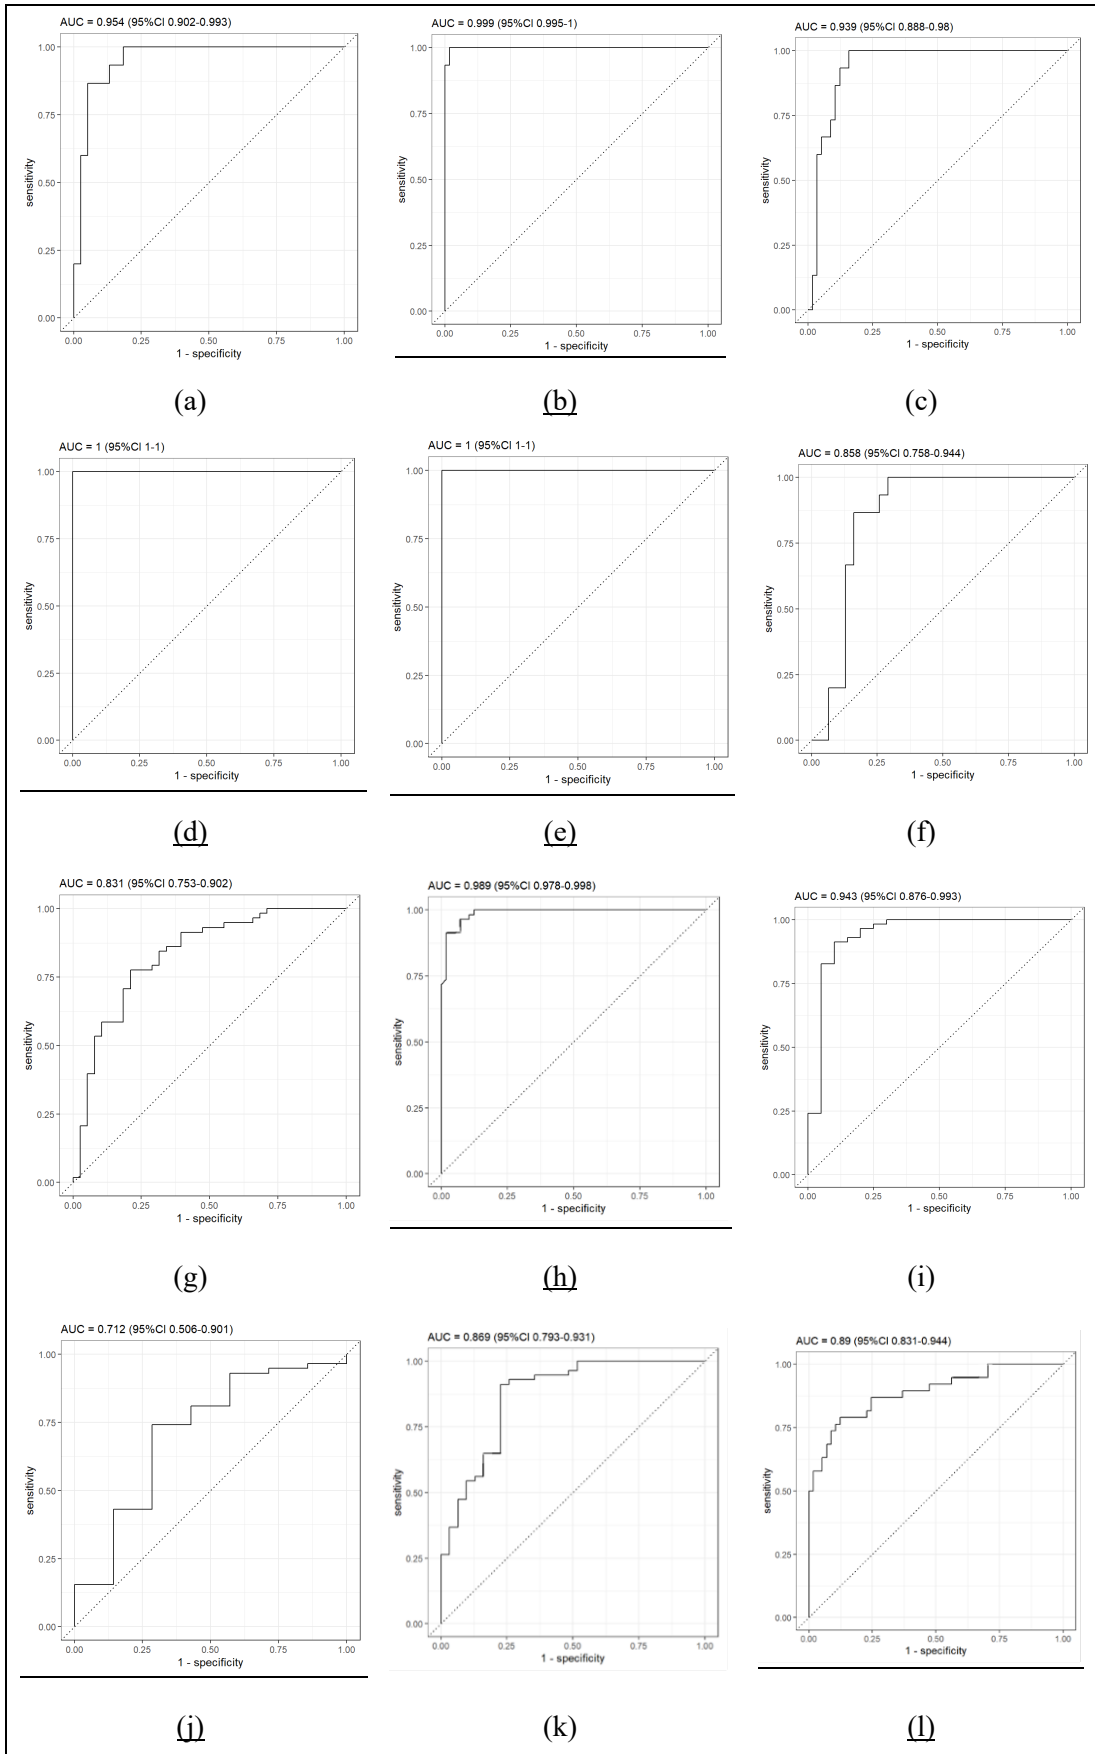 AUC = 0.954 (95%CI 0.902-0.993)
1.00
0.75
0.50
0.25
0.00
sensitivity
0.00 0.25 0.50 0.75 1.00
1 - specificity
(a)
AUC = 0.999 (95%CI 0.995-1)
1.00
0.75
0.50
0.25
0.00
sensitivity
0.00 0.25 0.50 0.75 1.00
1 - specificity
(b)
AUC = 0.939 (95%CI 0.888-0.98)
1.00
0.75
0.50
0.25
0.00
sensitivity
0.00 0.25 0.50 0.75 1.00
1 - specificity
(c)
AUC = 1 (95%CI 1-1)
1.00
0.75
0.50
0.25
0.00
sensitivity
0.00 0.25 0.50 0.75 1.00
1 - specificity
(d)
AUC = 1 (95%CI 1-1)
1.00
0.75
0.50
0.25
0.00
sensitivity
0.00 0.25 0.50 0.75 1.00
1 - specificity
(e)
AUC = 0.858 (95%CI 0.758-0.944)
1.00
0.75
0.50
0.25
0.00
sensitivity
0.00 0.25 0.50 0.75 1.00
1 - specificity
(f)
AUC = 0.831 (95%CI 0.753-0.902)
1.00
0.75
0.50
0.25
0.00
sensitivity
0.00 0.25 0.50 0.75 1.00
1 - specificity
(g)
AUC = 0.989 (95%CI 0.978-0.998)
1.00
0.75
0.50
0.25
0.00
sensitivity
0.00 0.25 0.50 0.75 1.00
1 - specificity
(h)
AUC = 0.943 (95%CI 0.876-0.993)
1.00
0.75
0.50
0.25
0.00
sensitivity
0.00 0.25 0.50 0.75 1.00
1 - specificity
(i)
AUC = 0.712 (95%CI 0.506-0.901)
1.00
0.75
0.50
0.25
0.00
sensitivity
0.00 0.25 0.50 0.75 1.00
1 - specificity
(j)
AUC = 0.869 (95%CI 0.793-0.931)
1.00
0.75
0.50
0.25
0.00
sensitivity
0.00 0.25 0.50 0.75 1.00
1 - specificity
(k)
AUC = 0.89 (95%CI 0.831-0.944)
1.00
0.75
0.50
0.25
0.00
sensitivity
0.00 0.25 0.50 0.75 1.00
1 - specificity
(l)